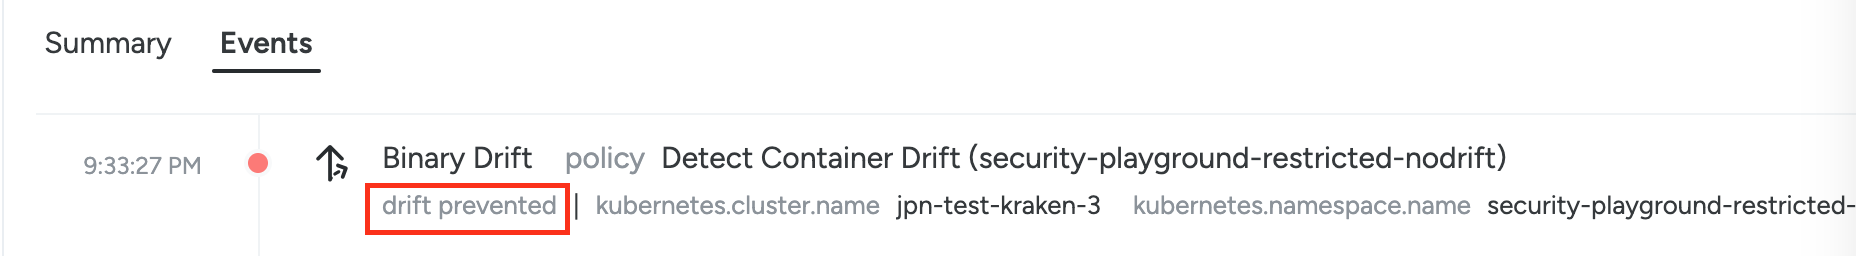 Summary Events
9:33:27 PM Binary Drift policy Detect Container Drift (security-playground-restricted-nodrift)
drift prevented | kubernetes.cluster.name jpn-test-kraken-3 kubernetes.namespace.name security-playground-restricted-